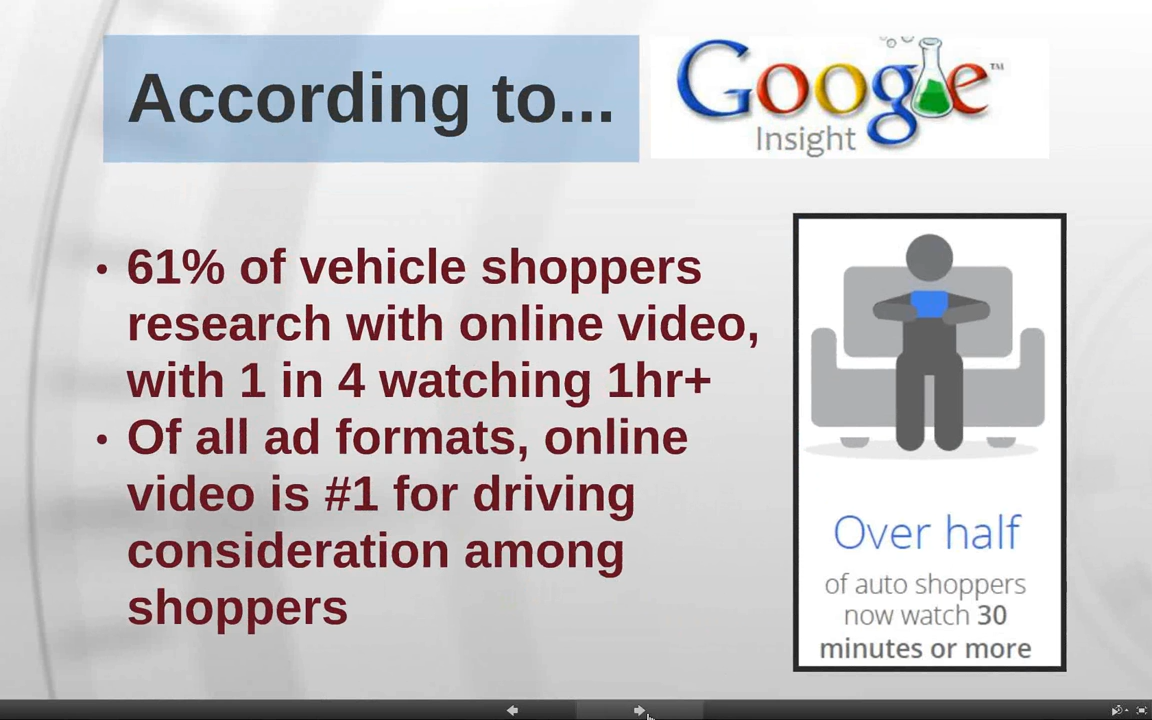 According to...
Google™
Insight
• 61% of vehicle shoppers
research with online video,
with 1 in 4 watching 1hr+
• Of all ad formats, online
video is #1 for driving
consideration among
shoppers
Over half
of auto shoppers
now watch 30
minutes or more